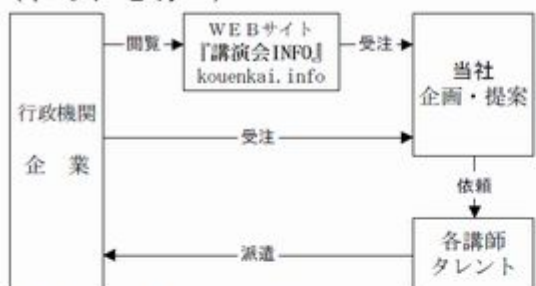 閲覧
WEBサイト
『講演会INFO』
kouenkai.info
受注
当社
企画・提案
行政機関
企 業
受注
依頼
派遣
各講師
タレント